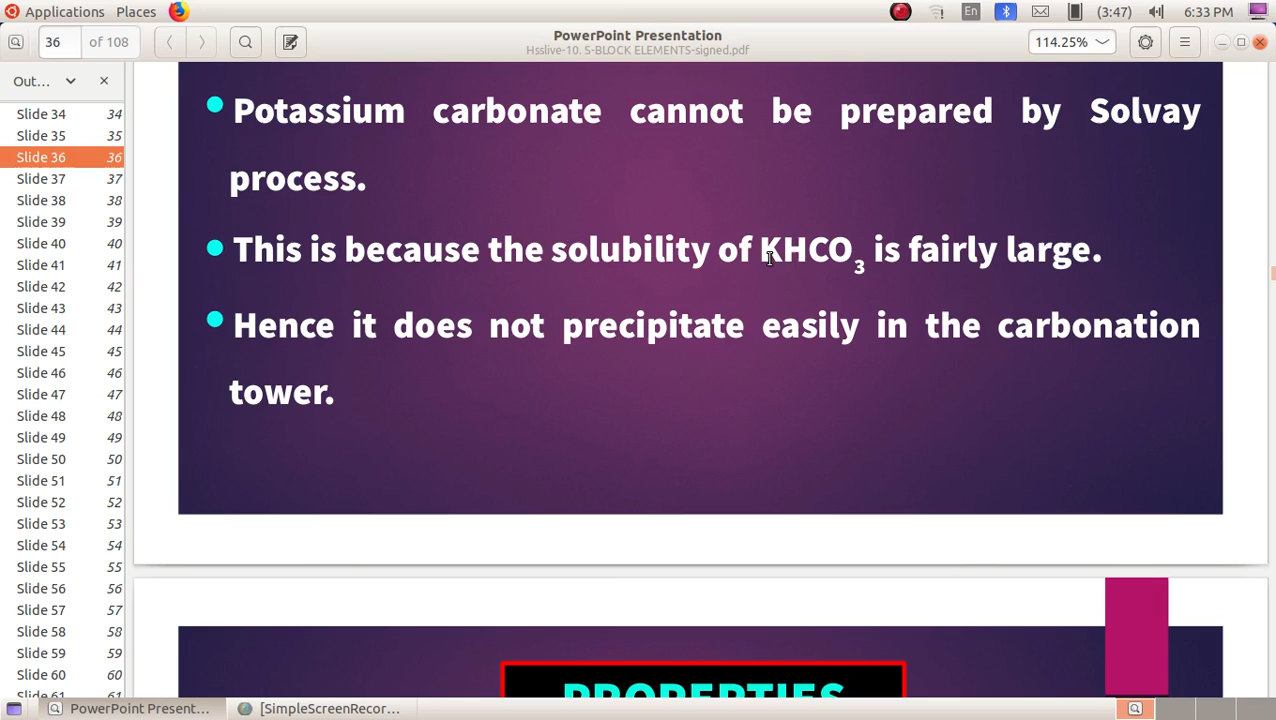 Applications Places En (3:47) 6:33 PM
36 of 108 PowerPoint Presentation 114.25%
Hsslive-10. S-BLOCK ELEMENTS-signed.pdf
Out...
Slide 34 34
Slide 35 35
Slide 36 36
Slide 37 37
Slide 38 38
Slide 39 39
Slide 40 40
Slide 41 41
Slide 42 42
Slide 43 43
Slide 44 44
Slide 45 45
Slide 46 46
Slide 47 47
Slide 48 48
Slide 49 49
Slide 50 50
Slide 51 51
Slide 52 52
Slide 53 53
Slide 54 54
Slide 55 55
Slide 56 56
Slide 57 57
Slide 58 58
Slide 59 59
Slide 60 60
Slide 61 61
Potassium carbonate cannot be prepared by Solvay
process.
This is because the solubility of KHCO₃ is fairly large.
Hence it does not precipitate easily in the carbonation
tower.
PROPERTIES
PowerPoint Present... [SimpleScreenRecor...